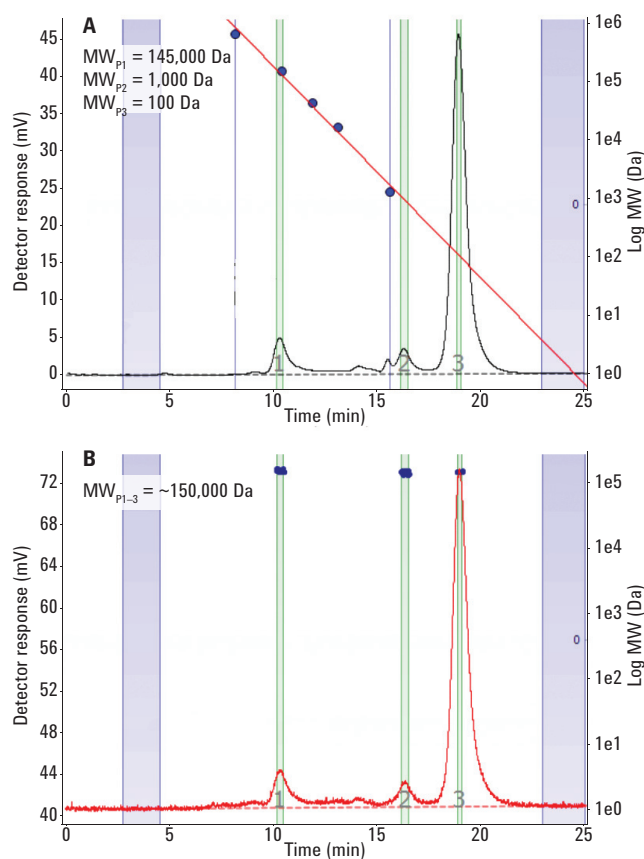 A
MW_P1 = 145,000 Da
MW_P2 = 1,000 Da
MW_P3 = 100 Da
Detector response (mV)
45
40
35
30
25
20
15
10
5
0
1e6
1e5
1e4
1e3
1e2
1e1
1e0
Log MW (Da)
0
1 2 3
0 5 10 15 20 25
Time (min)
B
MW_P1–3 = ~150,000 Da
Detector response (mV)
72
68
64
60
56
52
48
44
40
1e5
1e4
1e3
1e2
1e1
1e0
Log MW (Da)
0
1 2 3
0 5 10 15 20 25
Time (min)